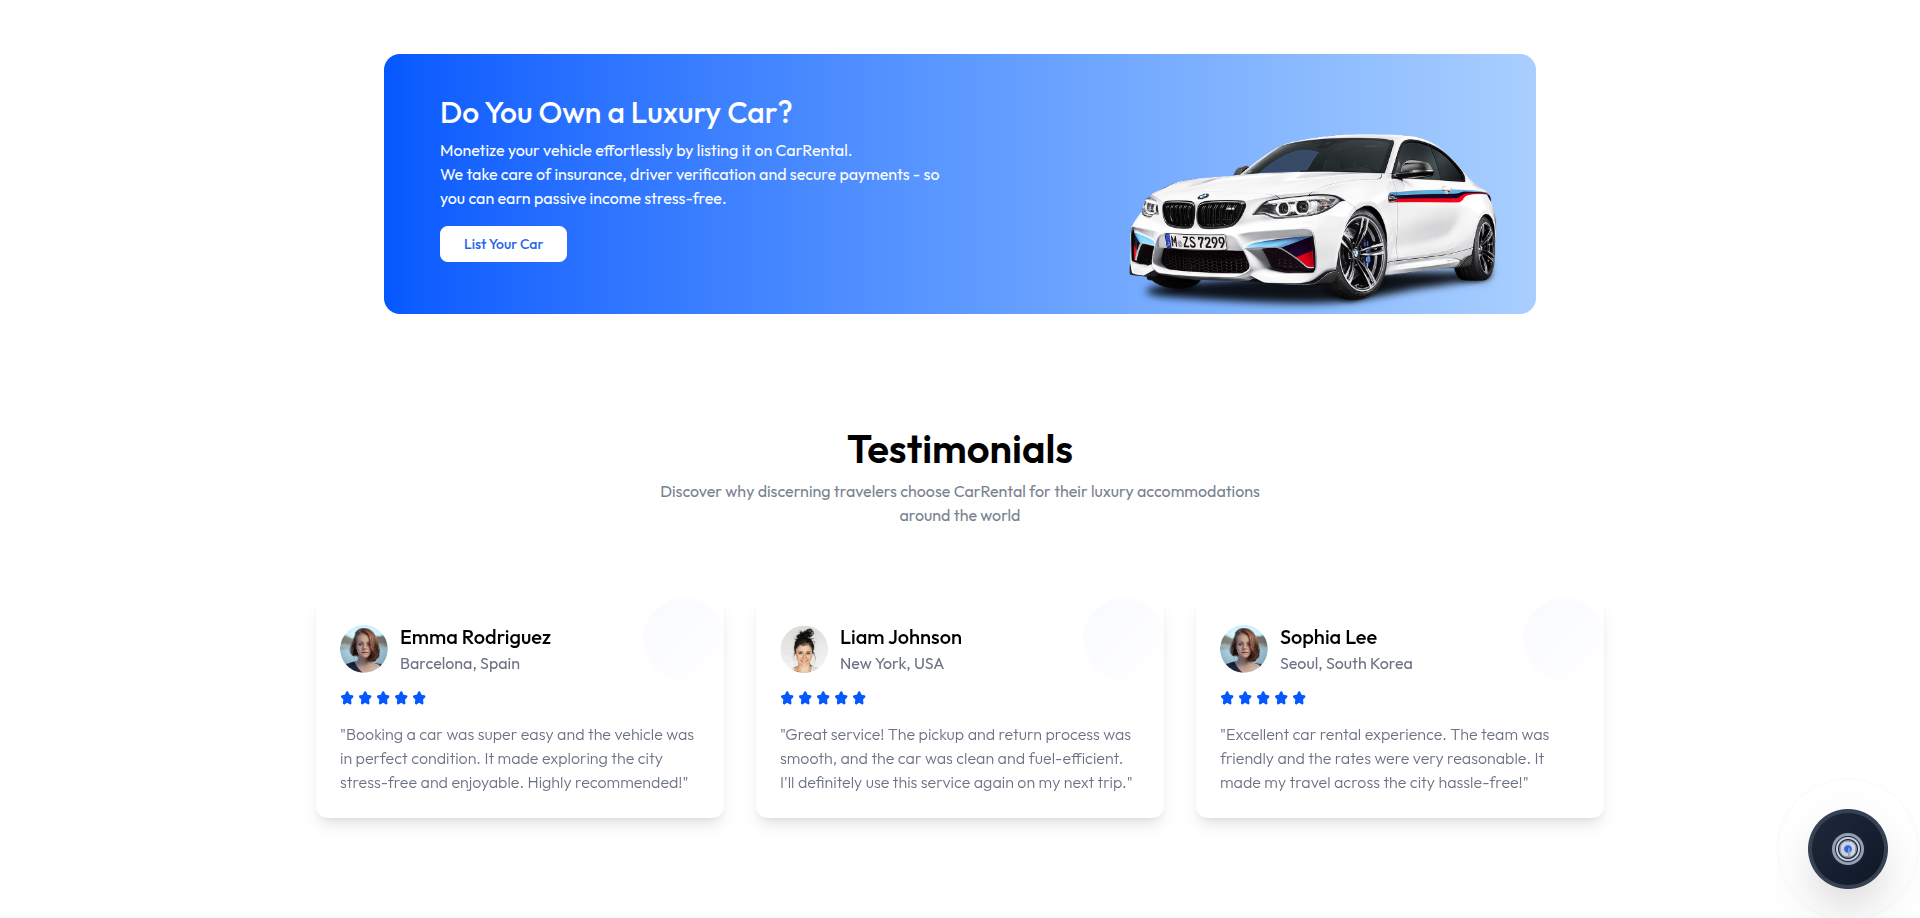 Do You Own a Luxury Car?
Monetize your vehicle effortlessly by listing it on CarRental.
We take care of insurance, driver verification and secure payments - so
you can earn passive income stress-free.
List Your Car
M ZS 7299
Testimonials
Discover why discerning travelers choose CarRental for their luxury accommodations
around the world
Emma Rodriguez
Barcelona, Spain
"Booking a car was super easy and the vehicle was
in perfect condition. It made exploring the city
stress-free and enjoyable. Highly recommended!"
Liam Johnson
New York, USA
"Great service! The pickup and return process was
smooth, and the car was clean and fuel-efficient.
I'll definitely use this service again on my next trip."
Sophia Lee
Seoul, South Korea
"Excellent car rental experience. The team was
friendly and the rates were very reasonable. It
made my travel across the city hassle-free!"